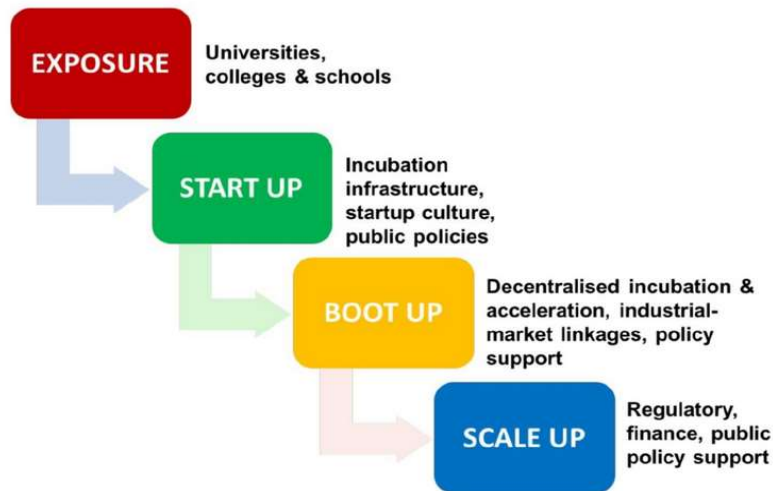 EXPOSURE
Universities,
colleges & schools
START UP
Incubation
infrastructure,
startup culture,
public policies
BOOT UP
Decentralised incubation &
acceleration, industrial-
market linkages, policy
support
SCALE UP
Regulatory,
finance, public
policy support